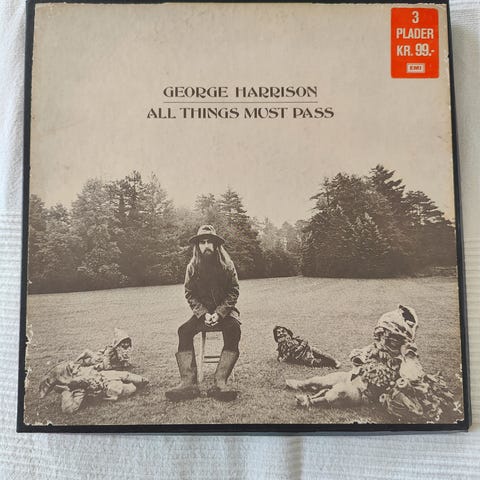 3
PLADER
KR. 99.-
EMI
GEORGE HARRISON
ALL THINGS MUST PASS